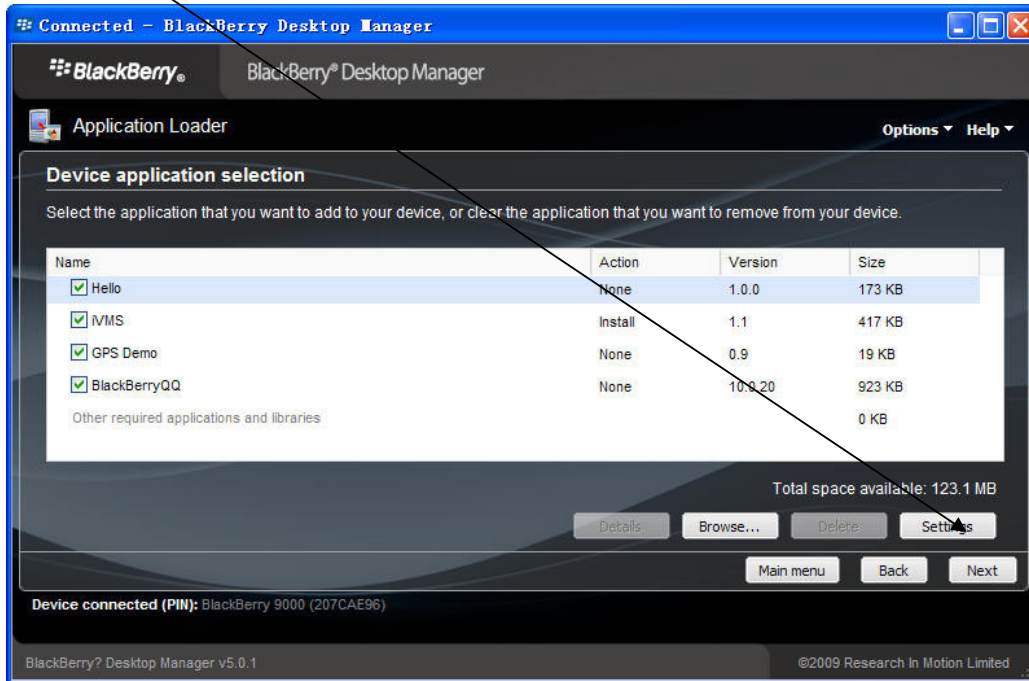 Connected - BlackBerry Desktop Manager
BlackBerry® BlackBerry® Desktop Manager
Application Loader Options Help
Device application selection
Select the application that you want to add to your device, or clear the application that you want to remove from your device.
Name Action Version Size
Hello None 1.0.0 173 KB
iVMS Install 1.1 417 KB
GPS Demo None 0.9 19 KB
BlackBerryQQ None 10.0.20 923 KB
Other required applications and libraries 0 KB
Total space available: 123.1 MB
Details Browse... Delete Settings
Main menu Back Next
Device connected (PIN): BlackBerry 9000 (207CAE96)
BlackBerry? Desktop Manager v5.0.1 ©2009 Research In Motion Limited